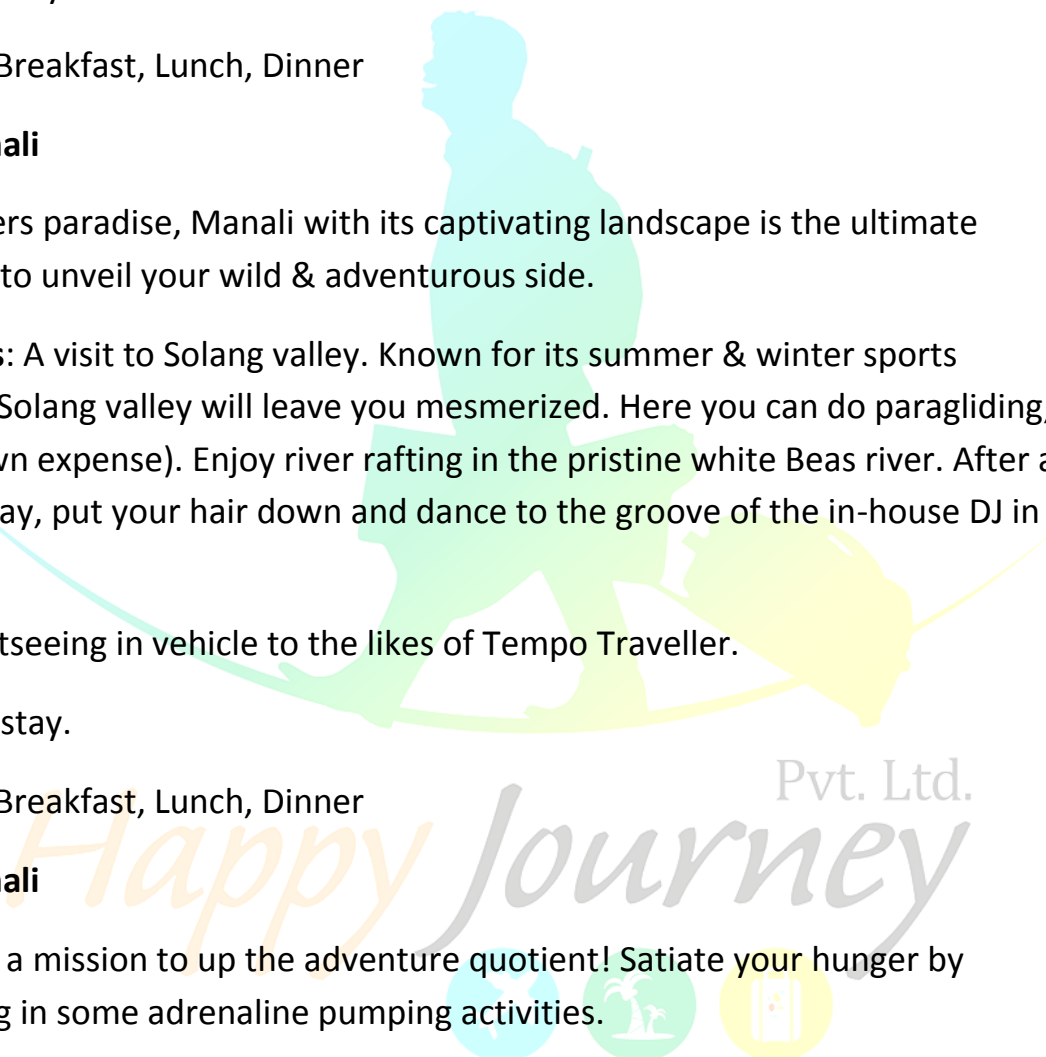 Breakfast, Lunch, Dinner
ali
ers paradise, Manali with its captivating landscape is the ultimate
to unveil your wild & adventurous side.
s: A visit to Solang valley. Known for its summer & winter sports
Solang valley will leave you mesmerized. Here you can do paragliding,
wn expense). Enjoy river rafting in the pristine white Beas river. After a
ay, put your hair down and dance to the groove of the in-house DJ in
tseeing in vehicle to the likes of Tempo Traveller.
stay.
Pvt. Ltd.
Breakfast, Lunch, Dinner
Happy Journey
ali
a mission to up the adventure quotient! Satiate your hunger by
g in some adrenaline pumping activities.